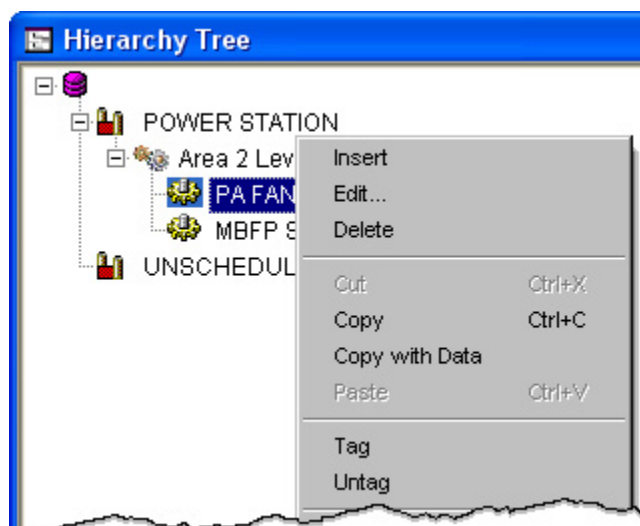 Hierarchy Tree
POWER STATION
Area 2 Lev
PA FAN
MBFP S
UNSCHEDUL
Insert
Edit...
Delete
Cut Ctrl+X
Copy Ctrl+C
Copy with Data
Paste Ctrl+V
Tag
Untag